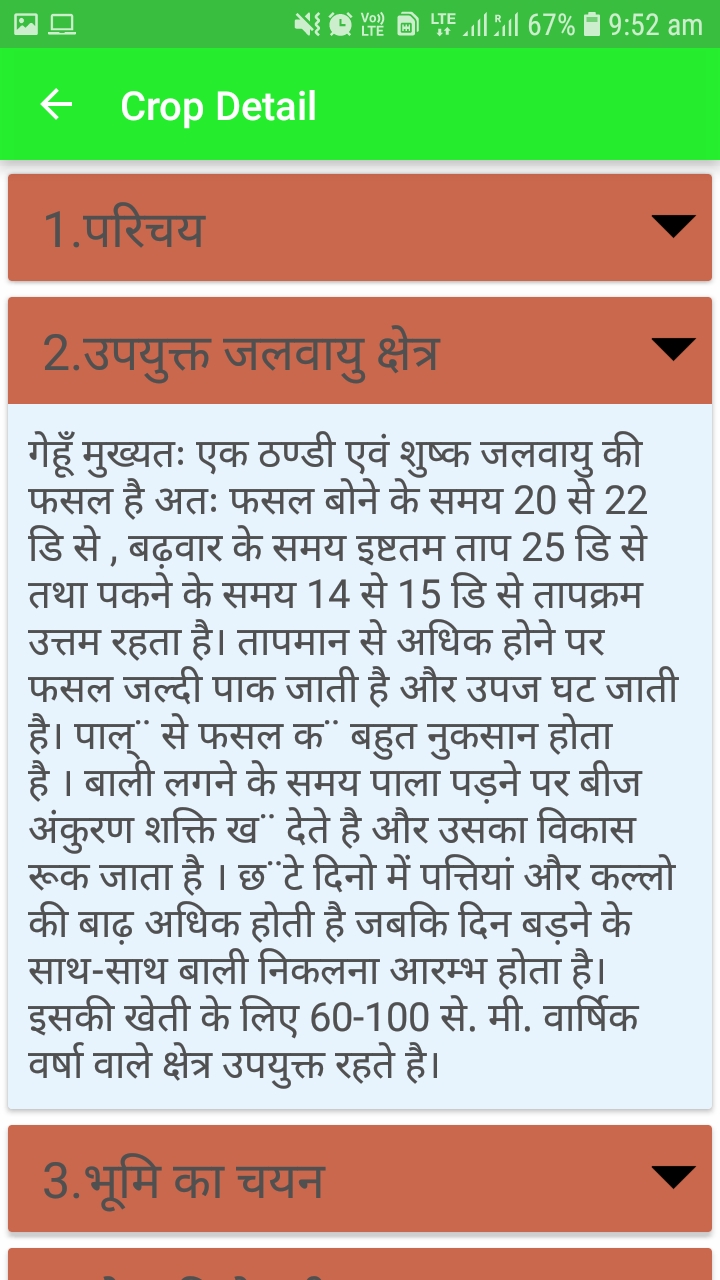 Vo)) LTE LTE R 67% 9:52 am
Crop Detail
1.परिचय
2.उपयुक्त जलवायु क्षेत्र
गेहूँ मुख्यतः एक ठण्डी एवं शुष्क जलवायु की
फसल है अतः फसल बोने के समय 20 से 22
डि से , बढ़वार के समय इष्टतम ताप 25 डि से
तथा पकने के समय 14 से 15 डि से तापक्रम
उत्तम रहता है। तापमान से अधिक होने पर
फसल जल्दी पाक जाती है और उपज घट जाती
है। पाल्¨ से फसल क¨ बहुत नुकसान होता
है । बाली लगने के समय पाला पड़ने पर बीज
अंकुरण शक्ति ख¨ देते है और उसका विकास
रूक जाता है । छ¨टे दिनो में पत्तियां और कल्लो
की बाढ़ अधिक होती है जबकि दिन बड़ने के
साथ-साथ बाली निकलना आरम्भ होता है।
इसकी खेती के लिए 60-100 से. मी. वार्षिक
वर्षा वाले क्षेत्र उपयुक्त रहते है।
3.भूमि का चयन